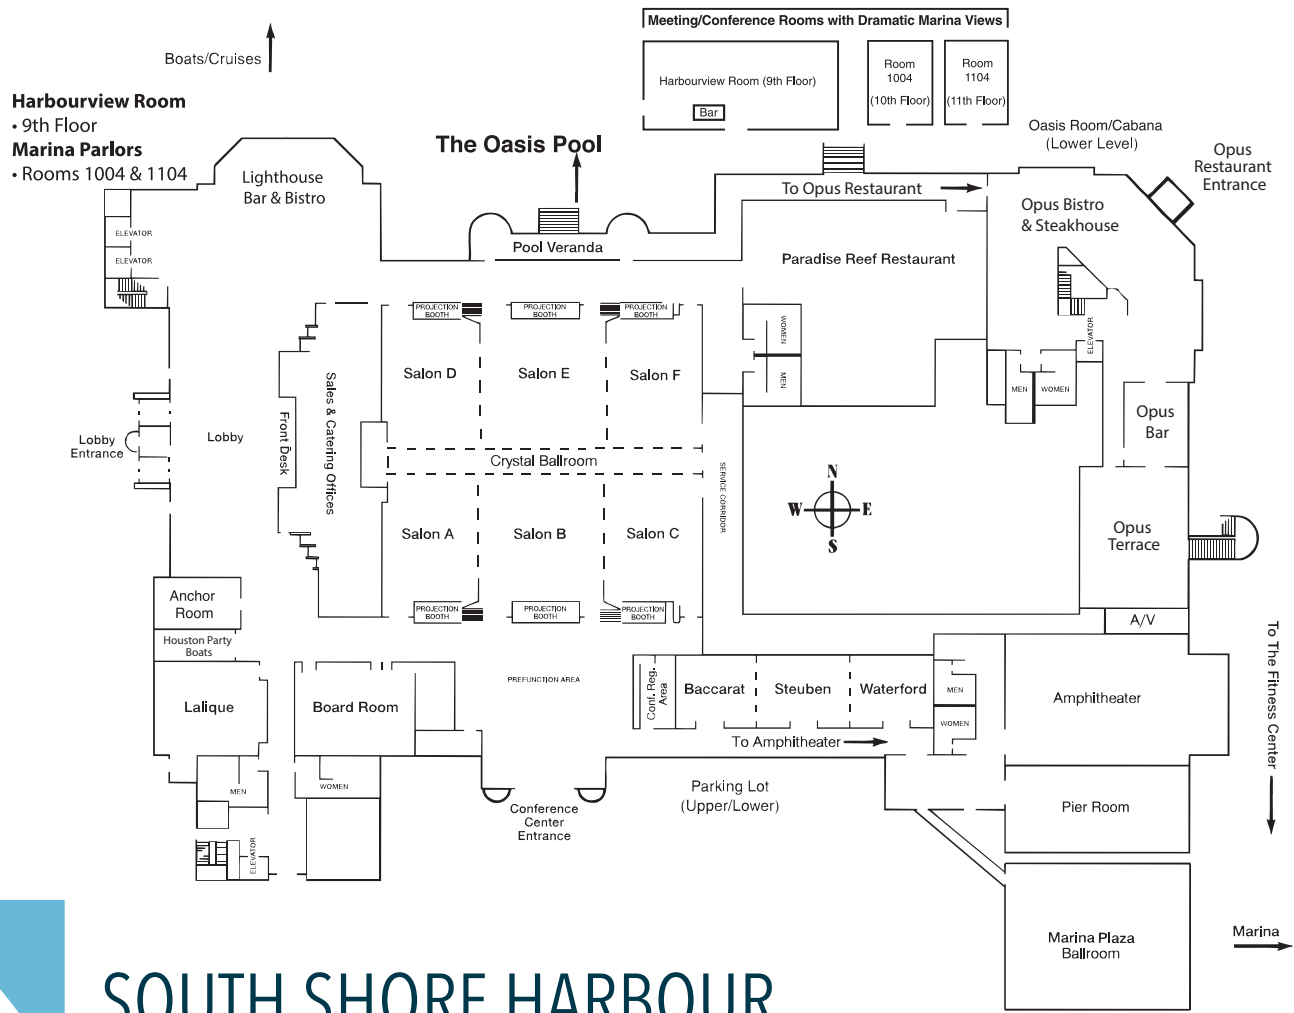 Meeting/Conference Rooms with Dramatic Marina Views
Boats/Cruises
Harbourview Room (9th Floor)
Bar
Room
1004
(10th Floor)
Room
1104
(11th Floor)
Harbourview Room
• 9th Floor
Marina Parlors
• Rooms 1004 & 1104
The Oasis Pool
Oasis Room/Cabana
(Lower Level)
Opus
Restaurant
Entrance
Lighthouse
Bar & Bistro
To Opus Restaurant
Opus Bistro
& Steakhouse
ELEVATOR
ELEVATOR
Pool Veranda
Paradise Reef Restaurant
PROJECTION
BOOTH
PROJECTION
BOOTH
PROJECTION
BOOTH
WOMEN
MEN
ELEVATOR
MEN
WOMEN
Salon D
Salon E
Salon F
Sales & Catering Offices
Front Desk
Lobby
Lobby
Entrance
Opus
Bar
Crystal Ballroom
SERVICE CORRIDOR
N
W
E
S
Salon A
Salon B
Salon C
Opus
Terrace
Anchor
Room
PROJECTION
BOOTH
PROJECTION
BOOTH
PROJECTION
BOOTH
A/V
Houston Party
Boats
To The Fitness Center
Lalique
Board Room
PREFUNCTION AREA
Conf. Reg.
Area
Baccarat
Steuben
Waterford
MEN
WOMEN
Amphitheater
To Amphitheater
MEN
WOMEN
Parking Lot
(Upper/Lower)
Pier Room
Conference
Center
Entrance
ELEVATOR
Marina Plaza
Ballroom
Marina
SOUTH SHORE HARBOUR